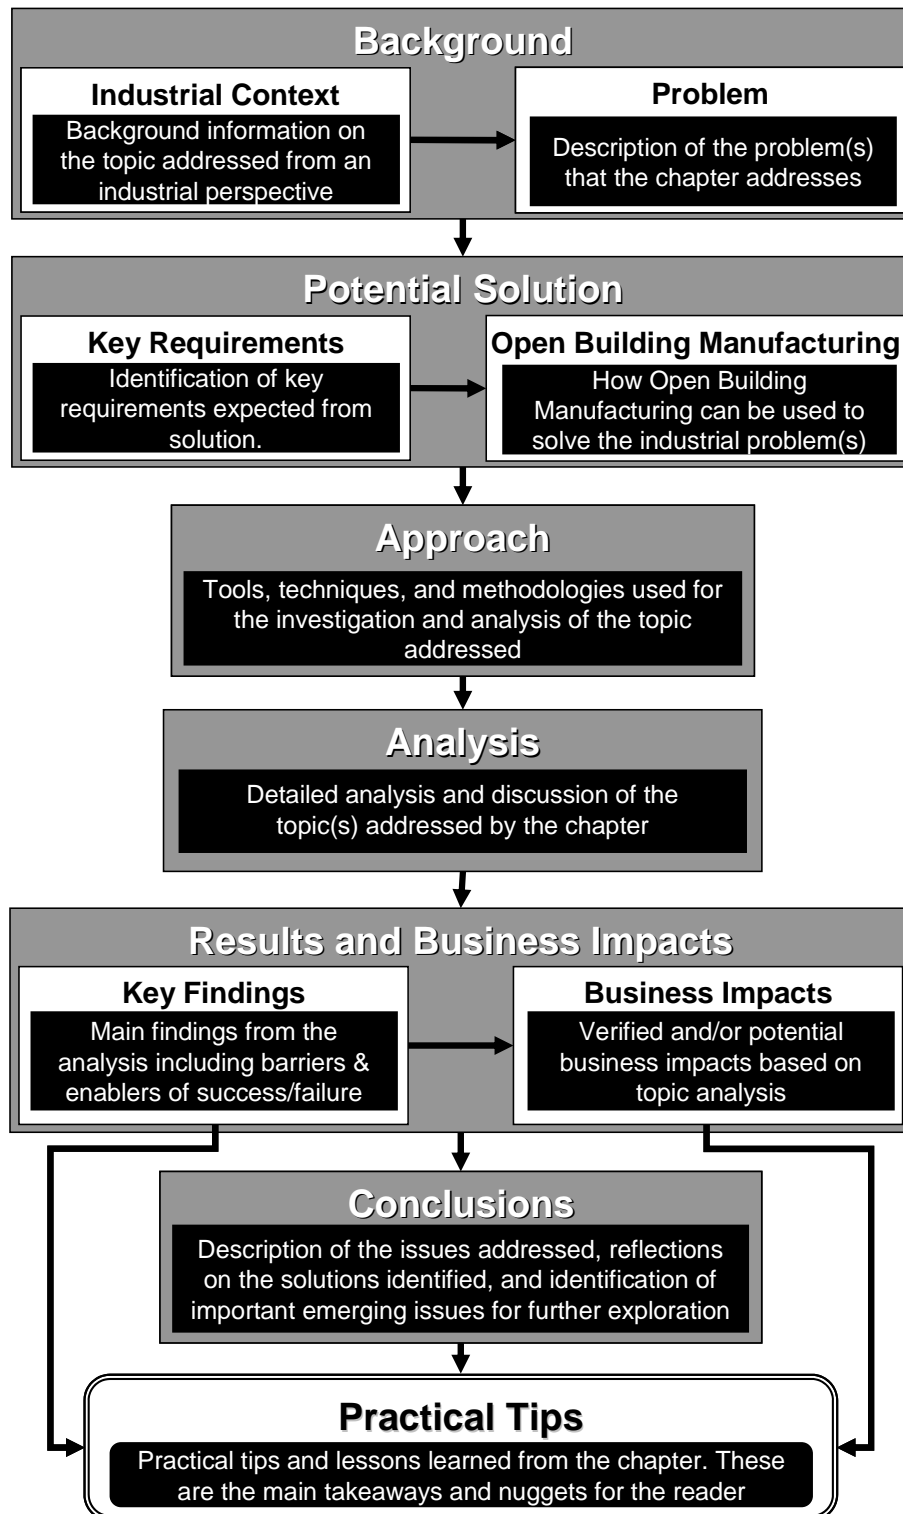 Background
Industrial Context
Background information on
the topic addressed from an
industrial perspective
Problem
Description of the problem(s)
that the chapter addresses
Potential Solution
Key Requirements
Identification of key
requirements expected from
solution.
Open Building Manufacturing
How Open Building
Manufacturing can be used to
solve the industrial problem(s)
Approach
Tools, techniques, and methodologies used for
the investigation and analysis of the topic
addressed
Analysis
Detailed analysis and discussion of the
topic(s) addressed by the chapter
Results and Business Impacts
Key Findings
Main findings from the
analysis including barriers &
enablers of success/failure
Business Impacts
Verified and/or potential
business impacts based on
topic analysis
Conclusions
Description of the issues addressed, reflections
on the solutions identified, and identification of
important emerging issues for further exploration
Practical Tips
Practical tips and lessons learned from the chapter. These
are the main takeaways and nuggets for the reader